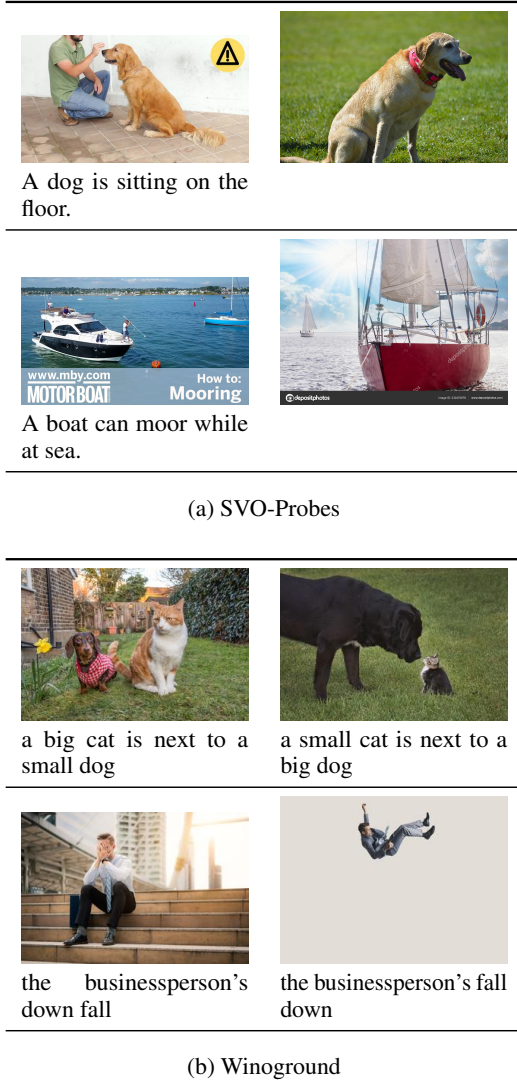 A dog is sitting on the
floor.
www.mby.com
MOTOR BOAT
How to:
Mooring
depositphotos
A boat can moor while
at sea.
(a) SVO-Probes
a big cat is next to a
small dog
a small cat is next to a
big dog
the businessperson's
down fall
the businessperson's fall
down
(b) Winoground